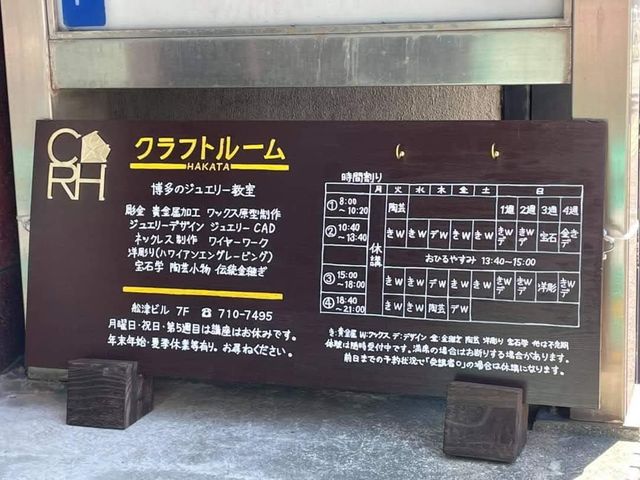 CRH
クラフトルーム
HAKATA
博多のジュエリー教室
彫金 貴金属加工 ワックス原型制作
ジュエリーデザイン ジュエリーCAD
ネックレス制作 ワイヤーワーク
洋彫り(ハワイアンエングレービング)
宝石学 陶芸小物 伝統金継ぎ
舩津ビル 7F ☎710-7495
月曜日・祝日・第5週目は講座はお休みです。
年末年始・夏季休業等有り。お尋ねください。
時間割り
月 火 水 木 金 土 日
① 8:00～10:20 陶芸 1週 2週 3週 4週
② 10:40～13:40 休講 きW きW デW きW きW きWデ きWデ 宝石 金きデ
おひるやすみ 13:40～15:00
③ 15:00～18:00 きW きW デW きW きW きWデ きWデ 洋彫 きWデ
④ 18:40～21:00 きW きW 陶芸 デW
き:貴金属 W:ワックス デ:デザイン 金:金継ぎ 陶芸 洋彫り 宝石学
体験は随時受付中です。満席の場合はお断りする場合があります。
前日までの予約状況で「受講者0」の場合は休講になります。